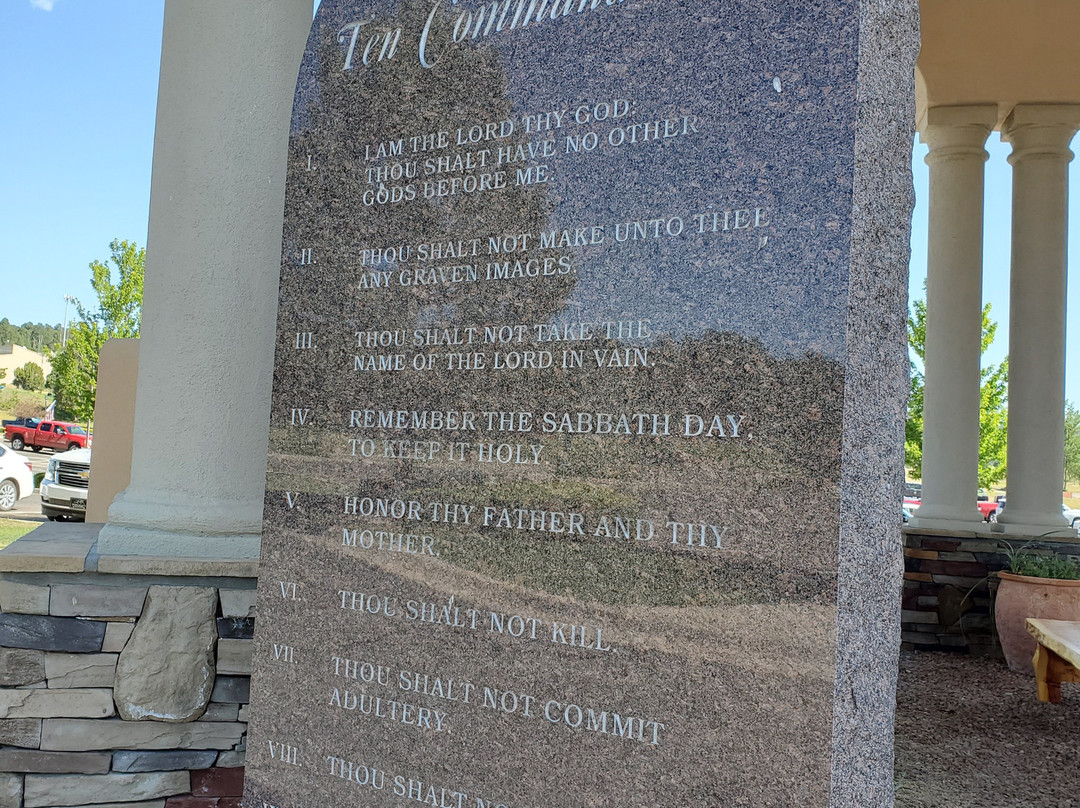 Ten
I. I AM THE LORD THY GOD:
THOU SHALT HAVE NO OTHER
GODS BEFORE ME.
II. THOU SHALT NOT MAKE UNTO THEE
ANY GRAVEN IMAGES.
III. THOU SHALT NOT TAKE THE
NAME OF THE LORD IN VAIN.
IV. REMEMBER THE SABBATH DAY,
TO KEEP IT HOLY
V. HONOR THY FATHER AND THY
MOTHER.
VI. THOU SHALT NOT KILL.
VII. THOU SHALT NOT COMMIT
ADULTERY.
VIII. THOU SHALT